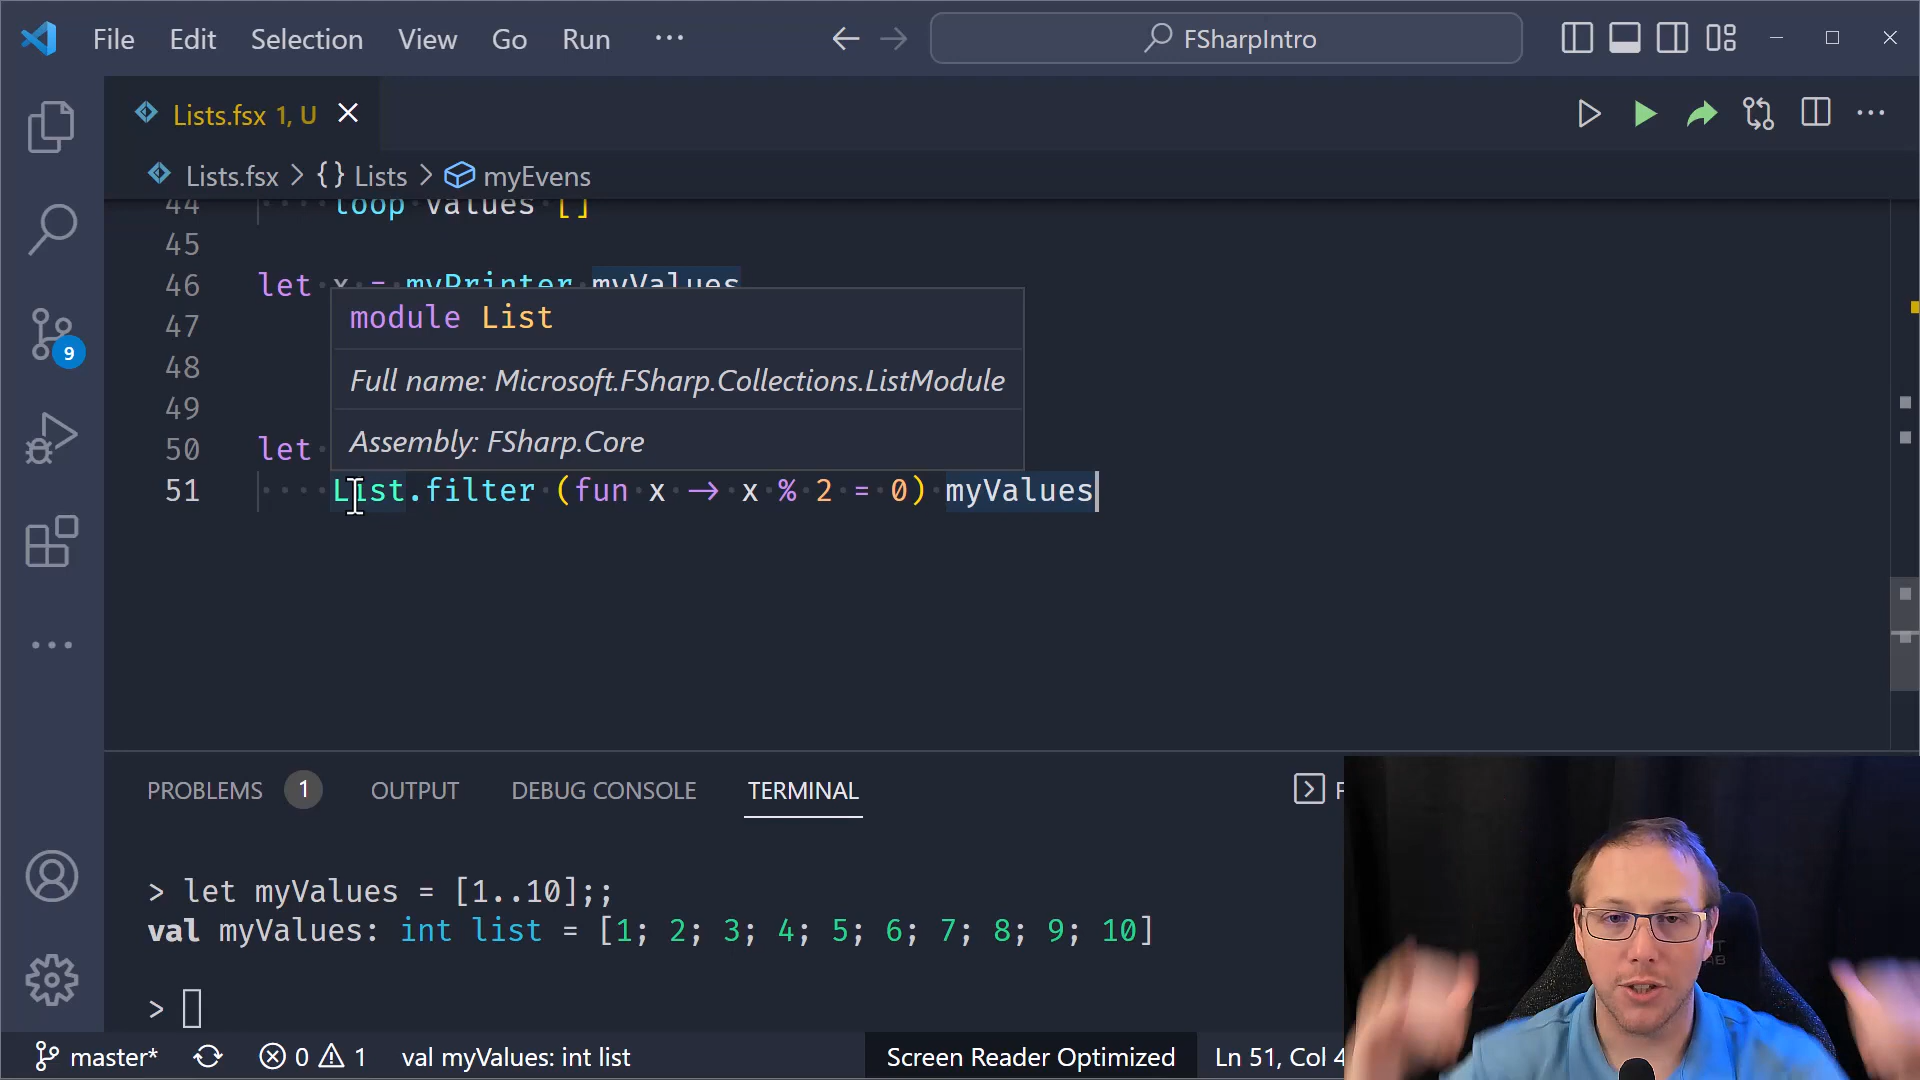 File Edit Selection View Go Run ··· FSharpIntro
Lists.fsx 1, U
Lists.fsx > {} Lists > myEvens
44 loop values []
45
46 let x = myPrinter myValues
47
48
49
50 let
51 List.filter (fun x → x % 2 = 0) myValues
module List
Full name: Microsoft.FSharp.Collections.ListModule
Assembly: FSharp.Core
9
PROBLEMS 1 OUTPUT DEBUG CONSOLE TERMINAL
> let myValues = [1..10];;
val myValues: int list = [1; 2; 3; 4; 5; 6; 7; 8; 9; 10]
>
master* 0 1 val myValues: int list Screen Reader Optimized Ln 51, Col 4